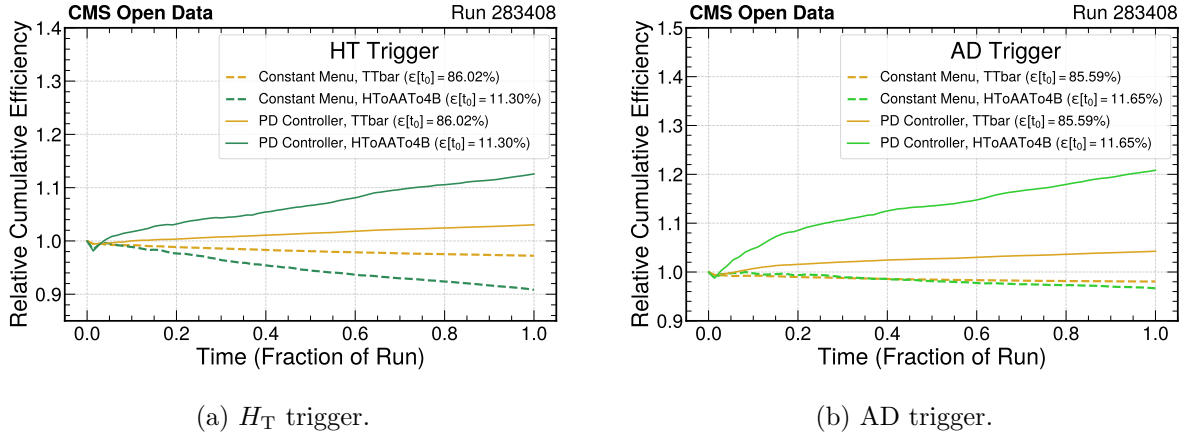 CMS Open Data Run 283408
HT Trigger
Constant Menu, TTbar (ε[t₀] = 86.02%)
Constant Menu, HToAATo4B (ε[t₀] = 11.30%)
PD Controller, TTbar (ε[t₀] = 86.02%)
PD Controller, HToAATo4B (ε[t₀] = 11.30%)
Relative Cumulative Efficiency
1.4
1.3
1.2
1.1
1.0
0.9
0.0 0.2 0.4 0.6 0.8 1.0
Time (Fraction of Run)
(a) H_T trigger.
CMS Open Data Run 283408
AD Trigger
Constant Menu, TTbar (ε[t₀] = 85.59%)
Constant Menu, HToAATo4B (ε[t₀] = 11.65%)
PD Controller, TTbar (ε[t₀] = 85.59%)
PD Controller, HToAATo4B (ε[t₀] = 11.65%)
Relative Cumulative Efficiency
1.5
1.4
1.3
1.2
1.1
1.0
0.9
0.0 0.2 0.4 0.6 0.8 1.0
Time (Fraction of Run)
(b) AD trigger.